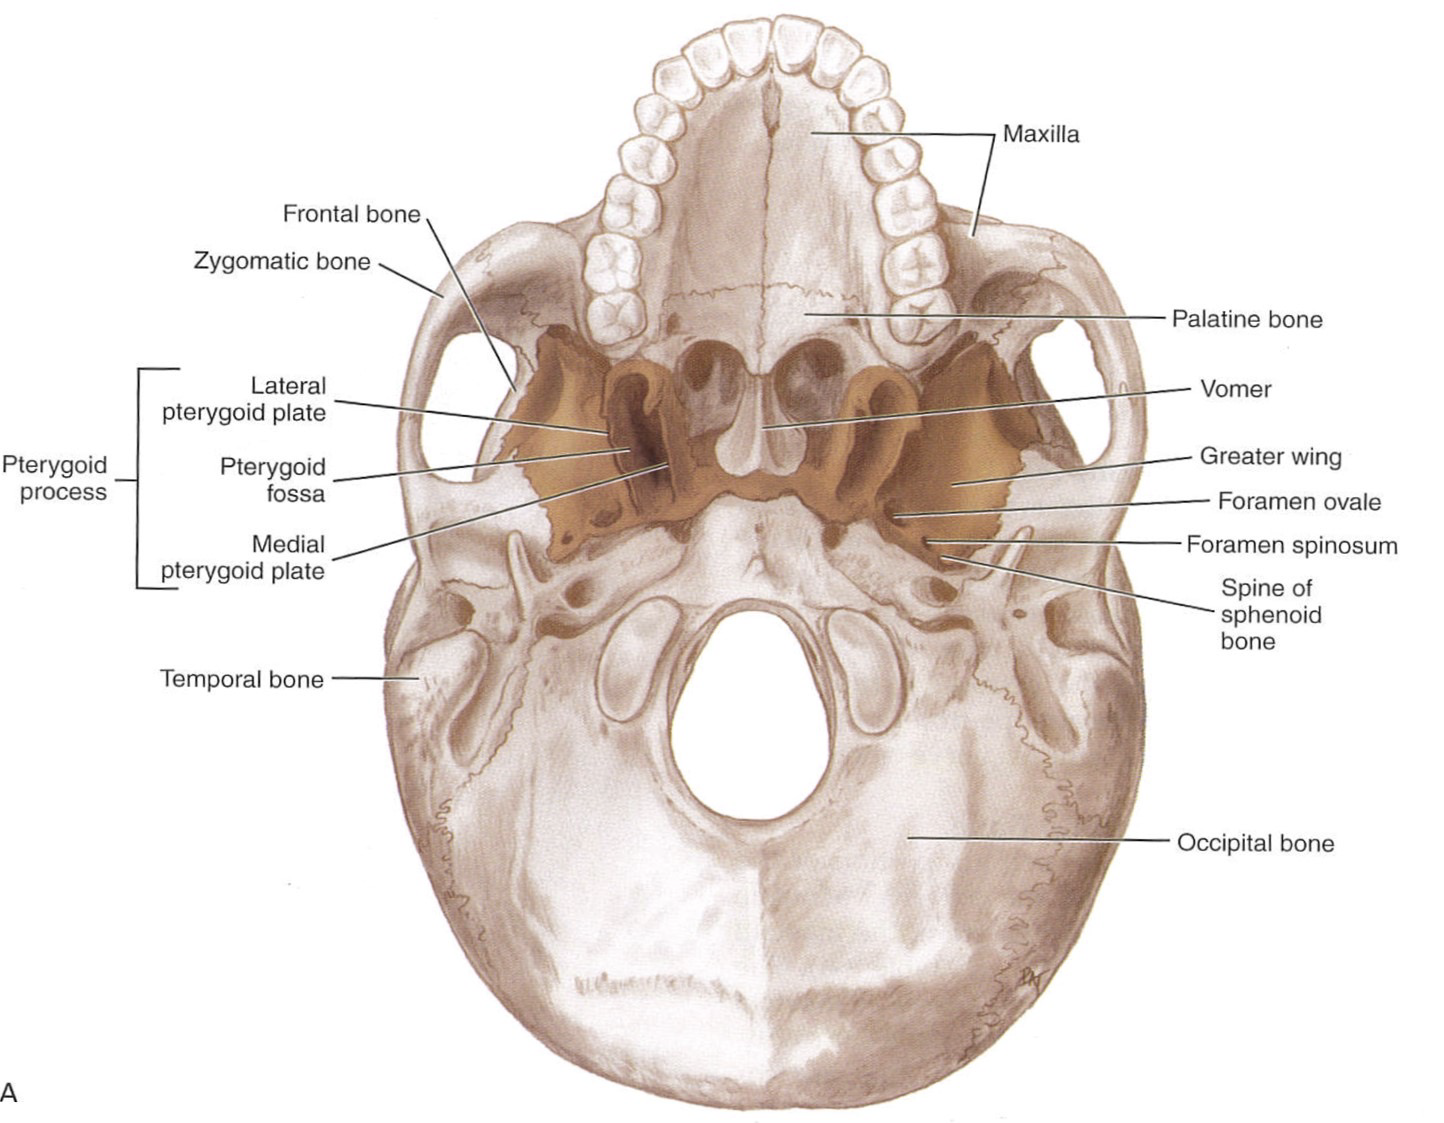 Maxilla
Frontal bone
Zygomatic bone
Palatine bone
Lateral
pterygoid plate
Vomer
Pterygoid
process
Pterygoid
fossa
Greater wing
Foramen ovale
Medial
pterygoid plate
Foramen spinosum
Spine of
sphenoid
bone
Temporal bone
Occipital bone
A